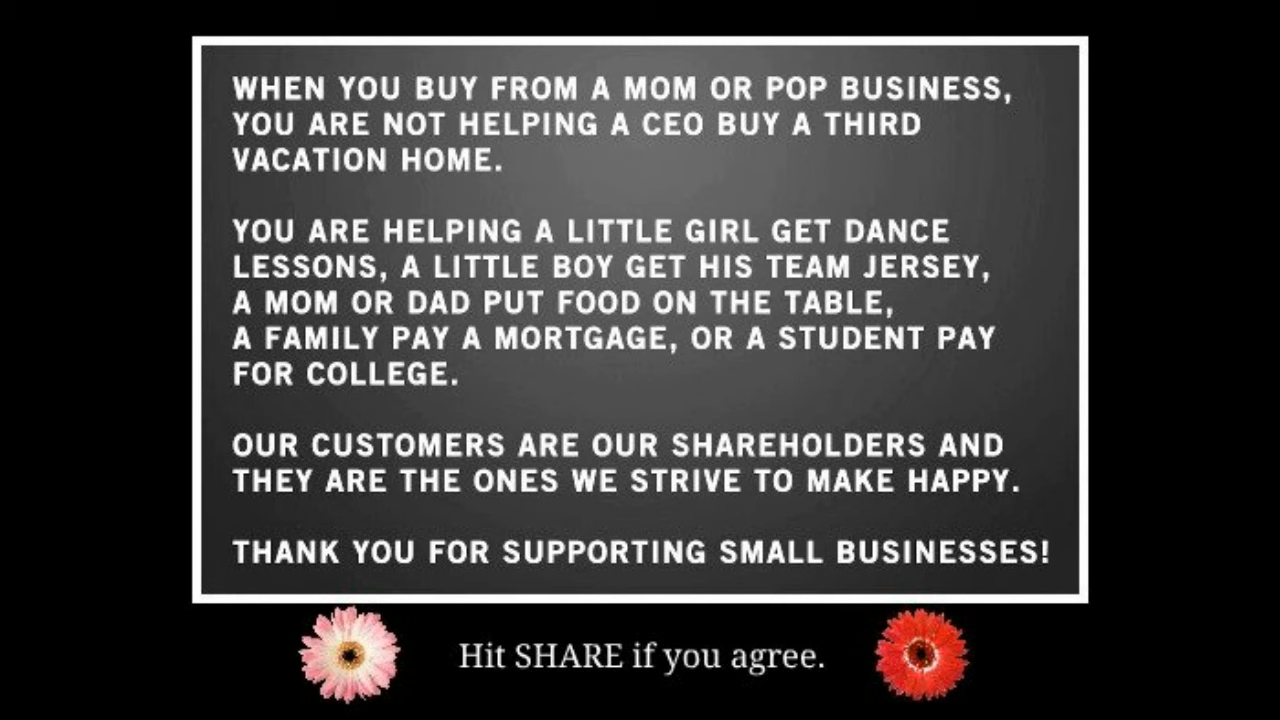 WHEN YOU BUY FROM A MOM OR POP BUSINESS,
YOU ARE NOT HELPING A CEO BUY A THIRD
VACATION HOME.
YOU ARE HELPING A LITTLE GIRL GET DANCE
LESSONS, A LITTLE BOY GET HIS TEAM JERSEY,
A MOM OR DAD PUT FOOD ON THE TABLE,
A FAMILY PAY A MORTGAGE, OR A STUDENT PAY
FOR COLLEGE.
OUR CUSTOMERS ARE OUR SHAREHOLDERS AND
THEY ARE THE ONES WE STRIVE TO MAKE HAPPY.
THANK YOU FOR SUPPORTING SMALL BUSINESSES!
Hit SHARE if you agree.